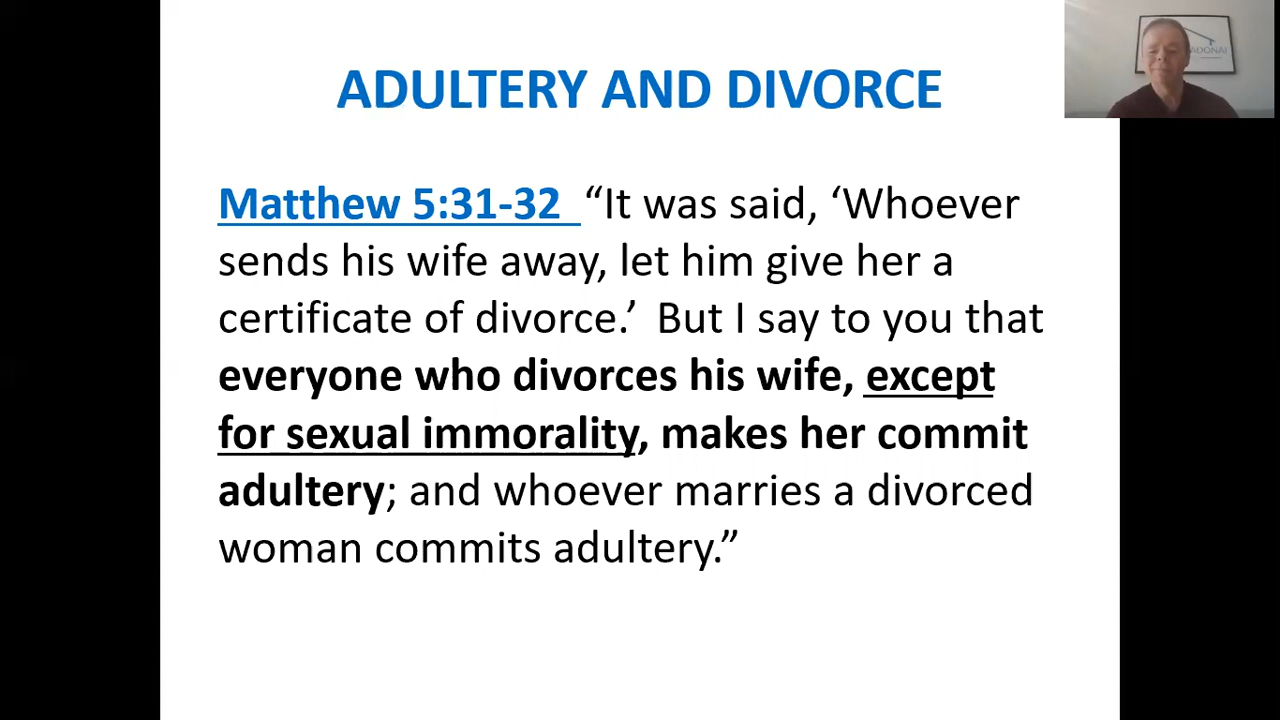 ADULTERY AND DIVORCE
ADONAI
Matthew 5:31-32 “It was said, ‘Whoever
sends his wife away, let him give her a
certificate of divorce.’ But I say to you that
everyone who divorces his wife, except
for sexual immorality, makes her commit
adultery; and whoever marries a divorced
woman commits adultery.”